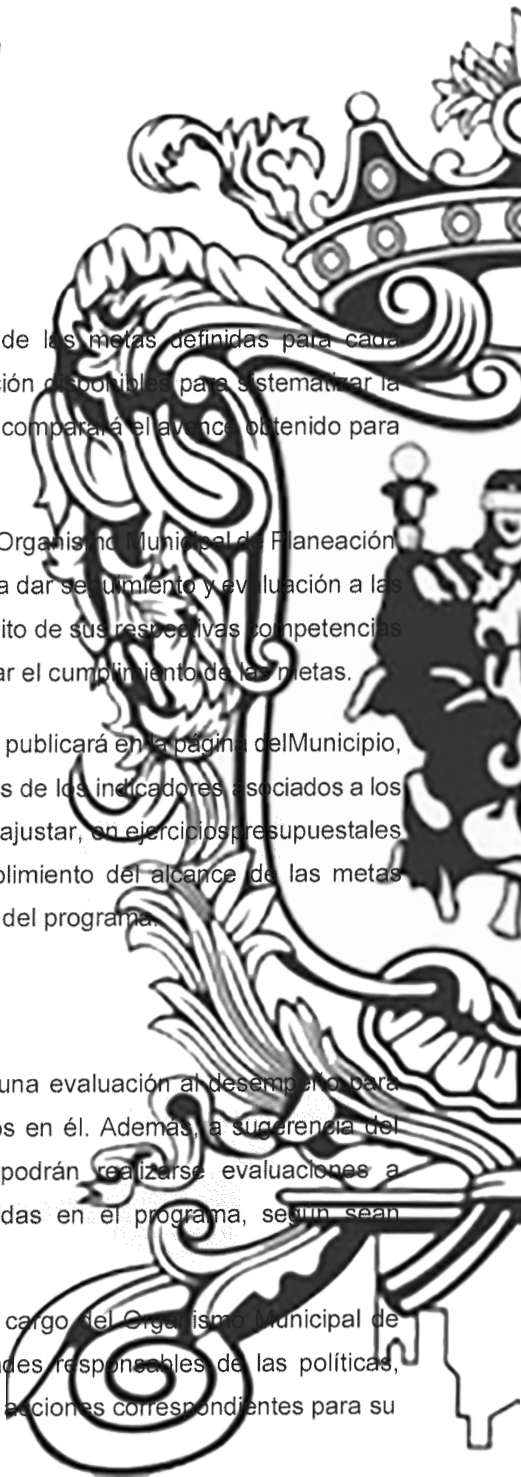 de las metas definidas para cada
ción disponibles para sistematizar la
comparará el avance obtenido para
Organismo Municipal de Planeación
a dar seguimiento y evaluación a las
ito de sus respectivas competencias
ar el cumplimiento de las metas.
publicará en la página delMunicipio,
s de los indicadores asociados a los
ajustar, en ejerciciospresupuestales
plimiento del alcance de las metas
del programa.
una evaluación al desempeño para
os en él. Además, a sugerencia del
podrán realizarse evaluaciones a
das en el programa, según sean
cargo del Organismo Municipal de
des responsables de las políticas,
acciones correspondientes para su